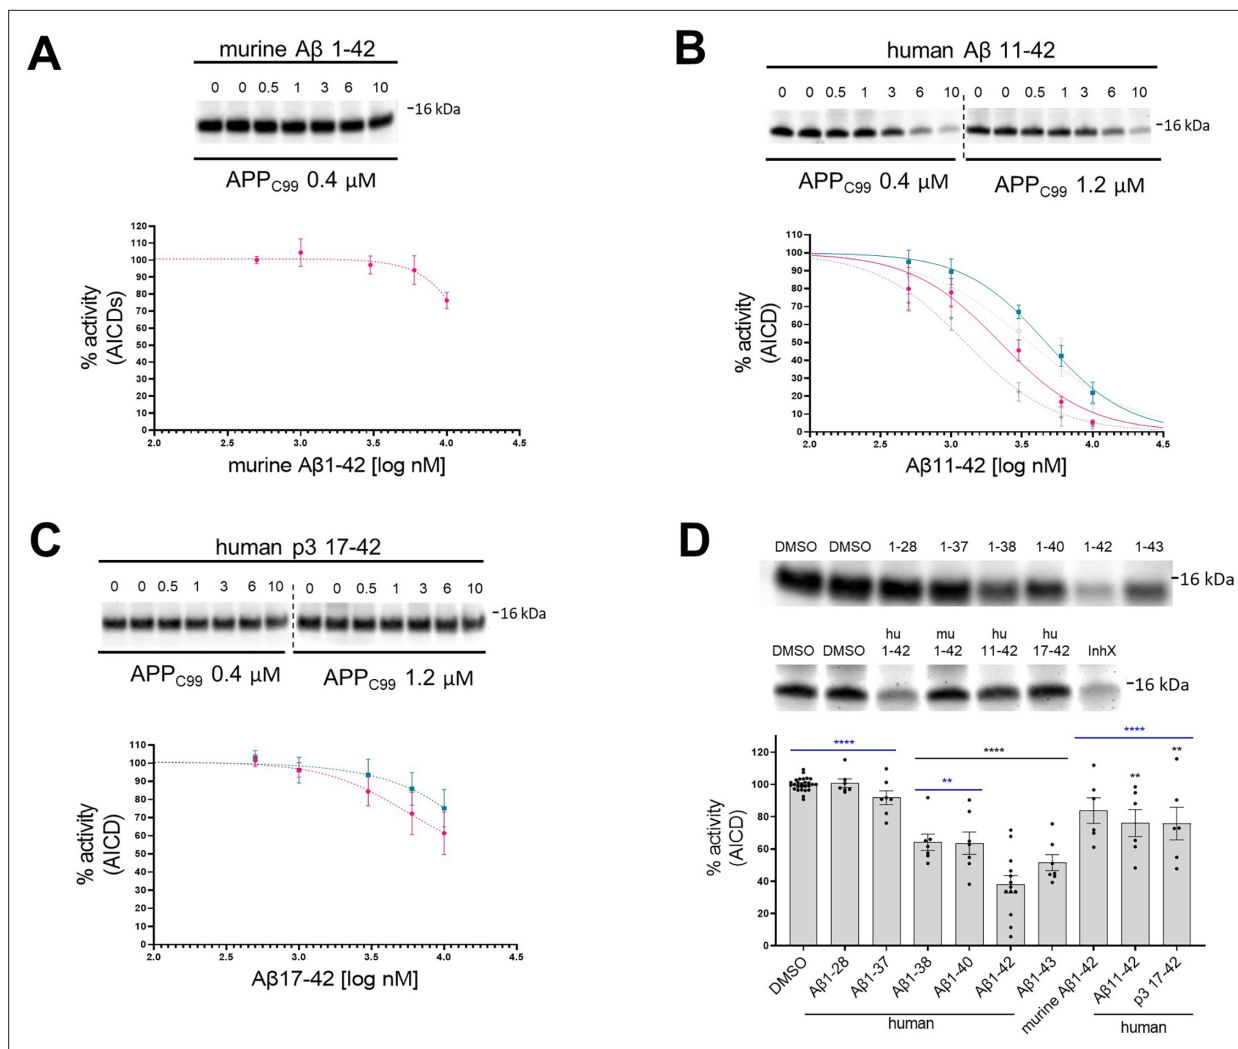 A
murine Aβ 1-42
0 0 0.5 1 3 6 10
-16 kDa
APPC99 0.4 µM
120
110
100
90
80
70
60
50
40
30
20
10
0
% activity
(AICDs)
2.0 2.5 3.0 3.5 4.0 4.5
murine Aβ1-42 [log nM]
B
human Aβ 11-42
0 0 0.5 1 3 6 10 0 0 0.5 1 3 6 10
-16 kDa
APPC99 0.4 µM APPC99 1.2 µM
110
100
90
80
70
60
50
40
30
20
10
0
% activity
(AICD)
2.0 2.5 3.0 3.5 4.0 4.5
Aβ11-42 [log nM]
C
human p3 17-42
0 0 0.5 1 3 6 10 0 0 0.5 1 3 6 10
-16 kDa
APPC99 0.4 µM APPC99 1.2 µM
110
100
90
80
70
60
50
40
30
20
10
0
% activity
(AICD)
2.0 2.5 3.0 3.5 4.0 4.5
Aβ17-42 [log nM]
D
DMSO DMSO 1-28 1-37 1-38 1-40 1-42 1-43
-16 kDa
hu mu hu hu
DMSO DMSO 1-42 1-42 11-42 17-42 InhX
-16 kDa
120
100
80
60
40
20
0
% activity
(AICD)
**** **** ****
** ** **
DMSO Aβ1-28 Aβ1-37 Aβ1-38 Aβ1-40 Aβ1-42 Aβ1-43 murine Aβ1-42 Aβ11-42 p3 17-42
human human